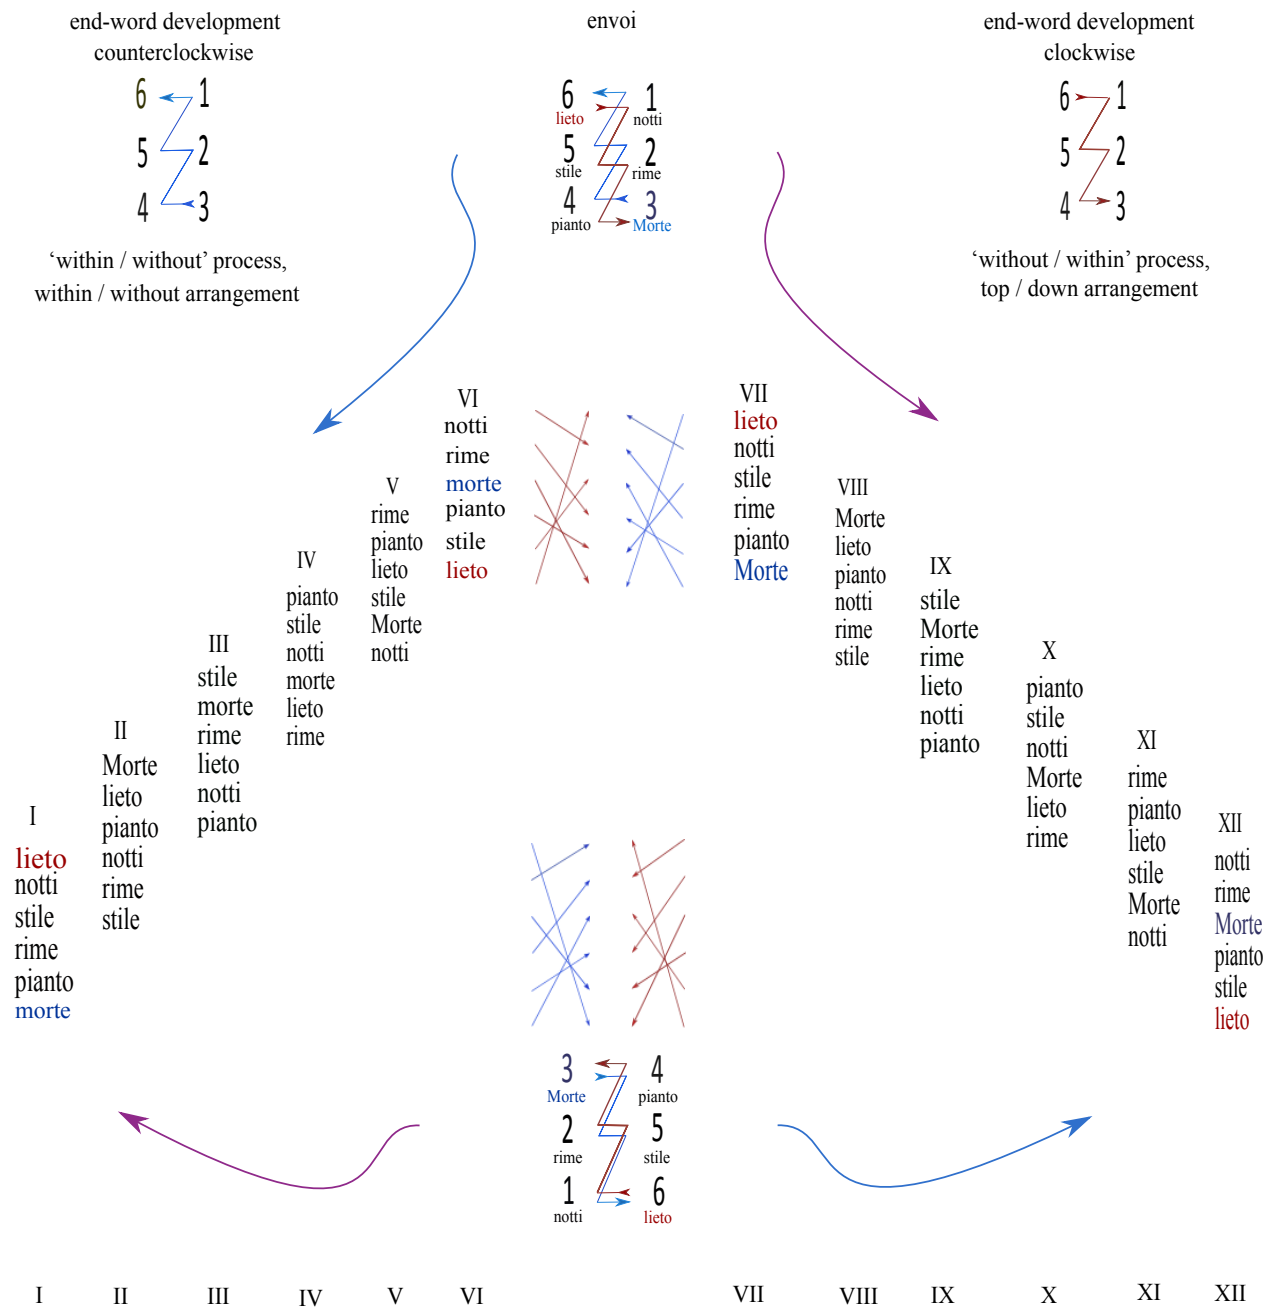 end-word development
counterclockwise
6 1
5 2
4 3
‘within / without’ process,
within / without arrangement
envoi
6 1
lieto notti
5 2
stile rime
4 3
pianto Morte
end-word development
clockwise
6 1
5 2
4 3
‘without / within’ process,
top / down arrangement
I
lieto
notti
stile
rime
pianto
morte
II
Morte
lieto
pianto
notti
rime
stile
III
stile
morte
rime
lieto
notti
pianto
IV
pianto
stile
notti
morte
lieto
rime
V
rime
pianto
lieto
stile
Morte
notti
VI
notti
rime
morte
pianto
stile
lieto
VII
lieto
notti
stile
rime
pianto
Morte
VIII
Morte
lieto
pianto
notti
rime
stile
IX
stile
Morte
rime
lieto
notti
pianto
X
pianto
stile
notti
Morte
lieto
rime
XI
rime
pianto
lieto
stile
Morte
notti
XII
notti
rime
Morte
pianto
stile
lieto
3 4
Morte pianto
2 5
rime stile
1 6
notti lieto
I II III IV V VI VII VIII IX X XI XII